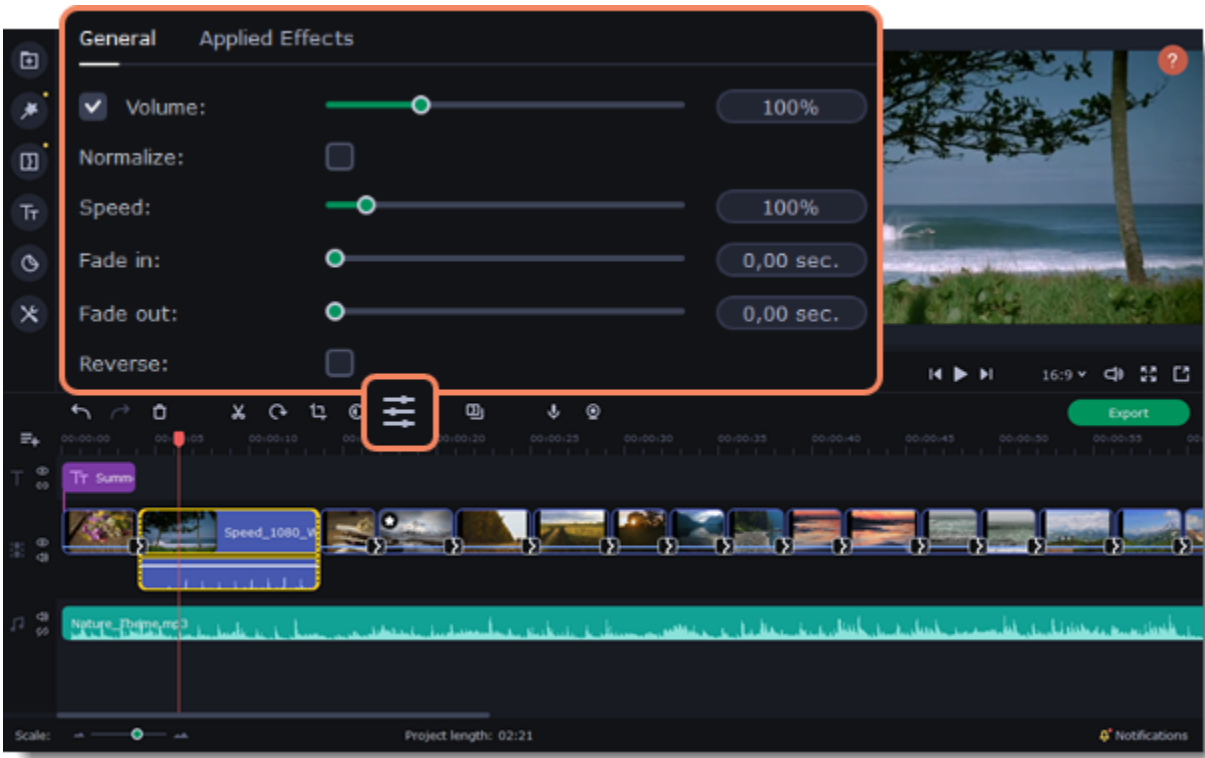 General Applied Effects
?
Volume: 100%
Normalize:
Speed: 100%
Fade in: 0,00 sec.
Fade out: 0,00 sec.
Reverse:
16:9
Export
00:00:00 00:00:10 00:00:20 00:00:25 00:00:30 00:00:35 00:00:40 00:00:45 00:00:50 00:00:55
Tт Summ
Speed_1080_
Nature_Theme.mp3
Scale: Project length: 02:21 Notifications